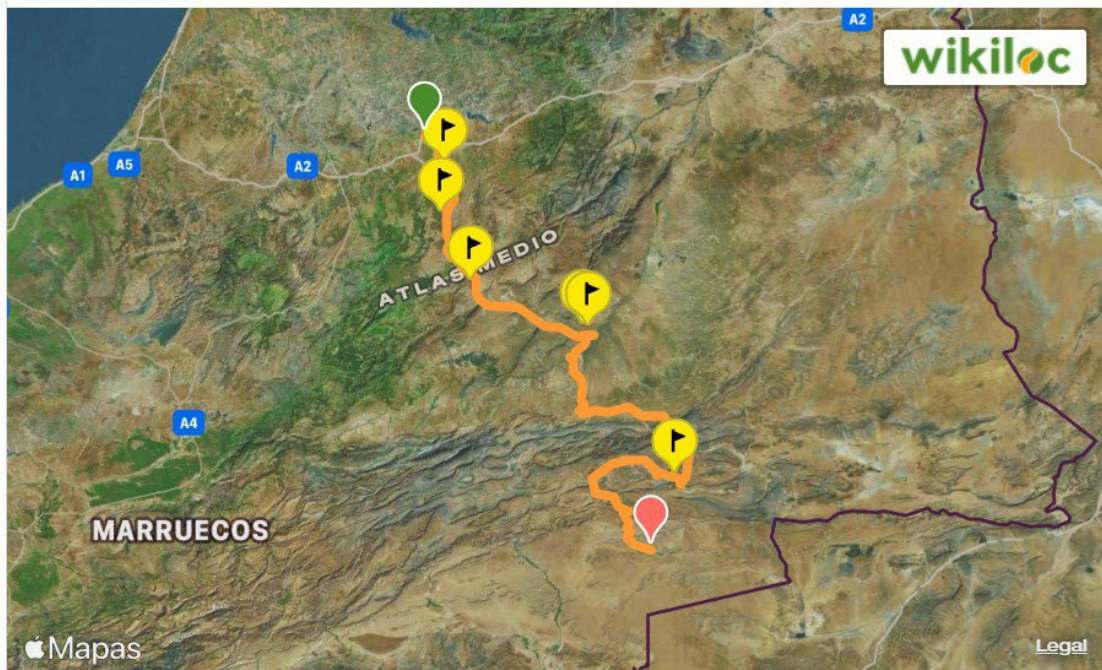 A2
wikiloc
A1
A5
A2
ATLAS MEDIO
A4
MARRUECOS
Mapas
Legal